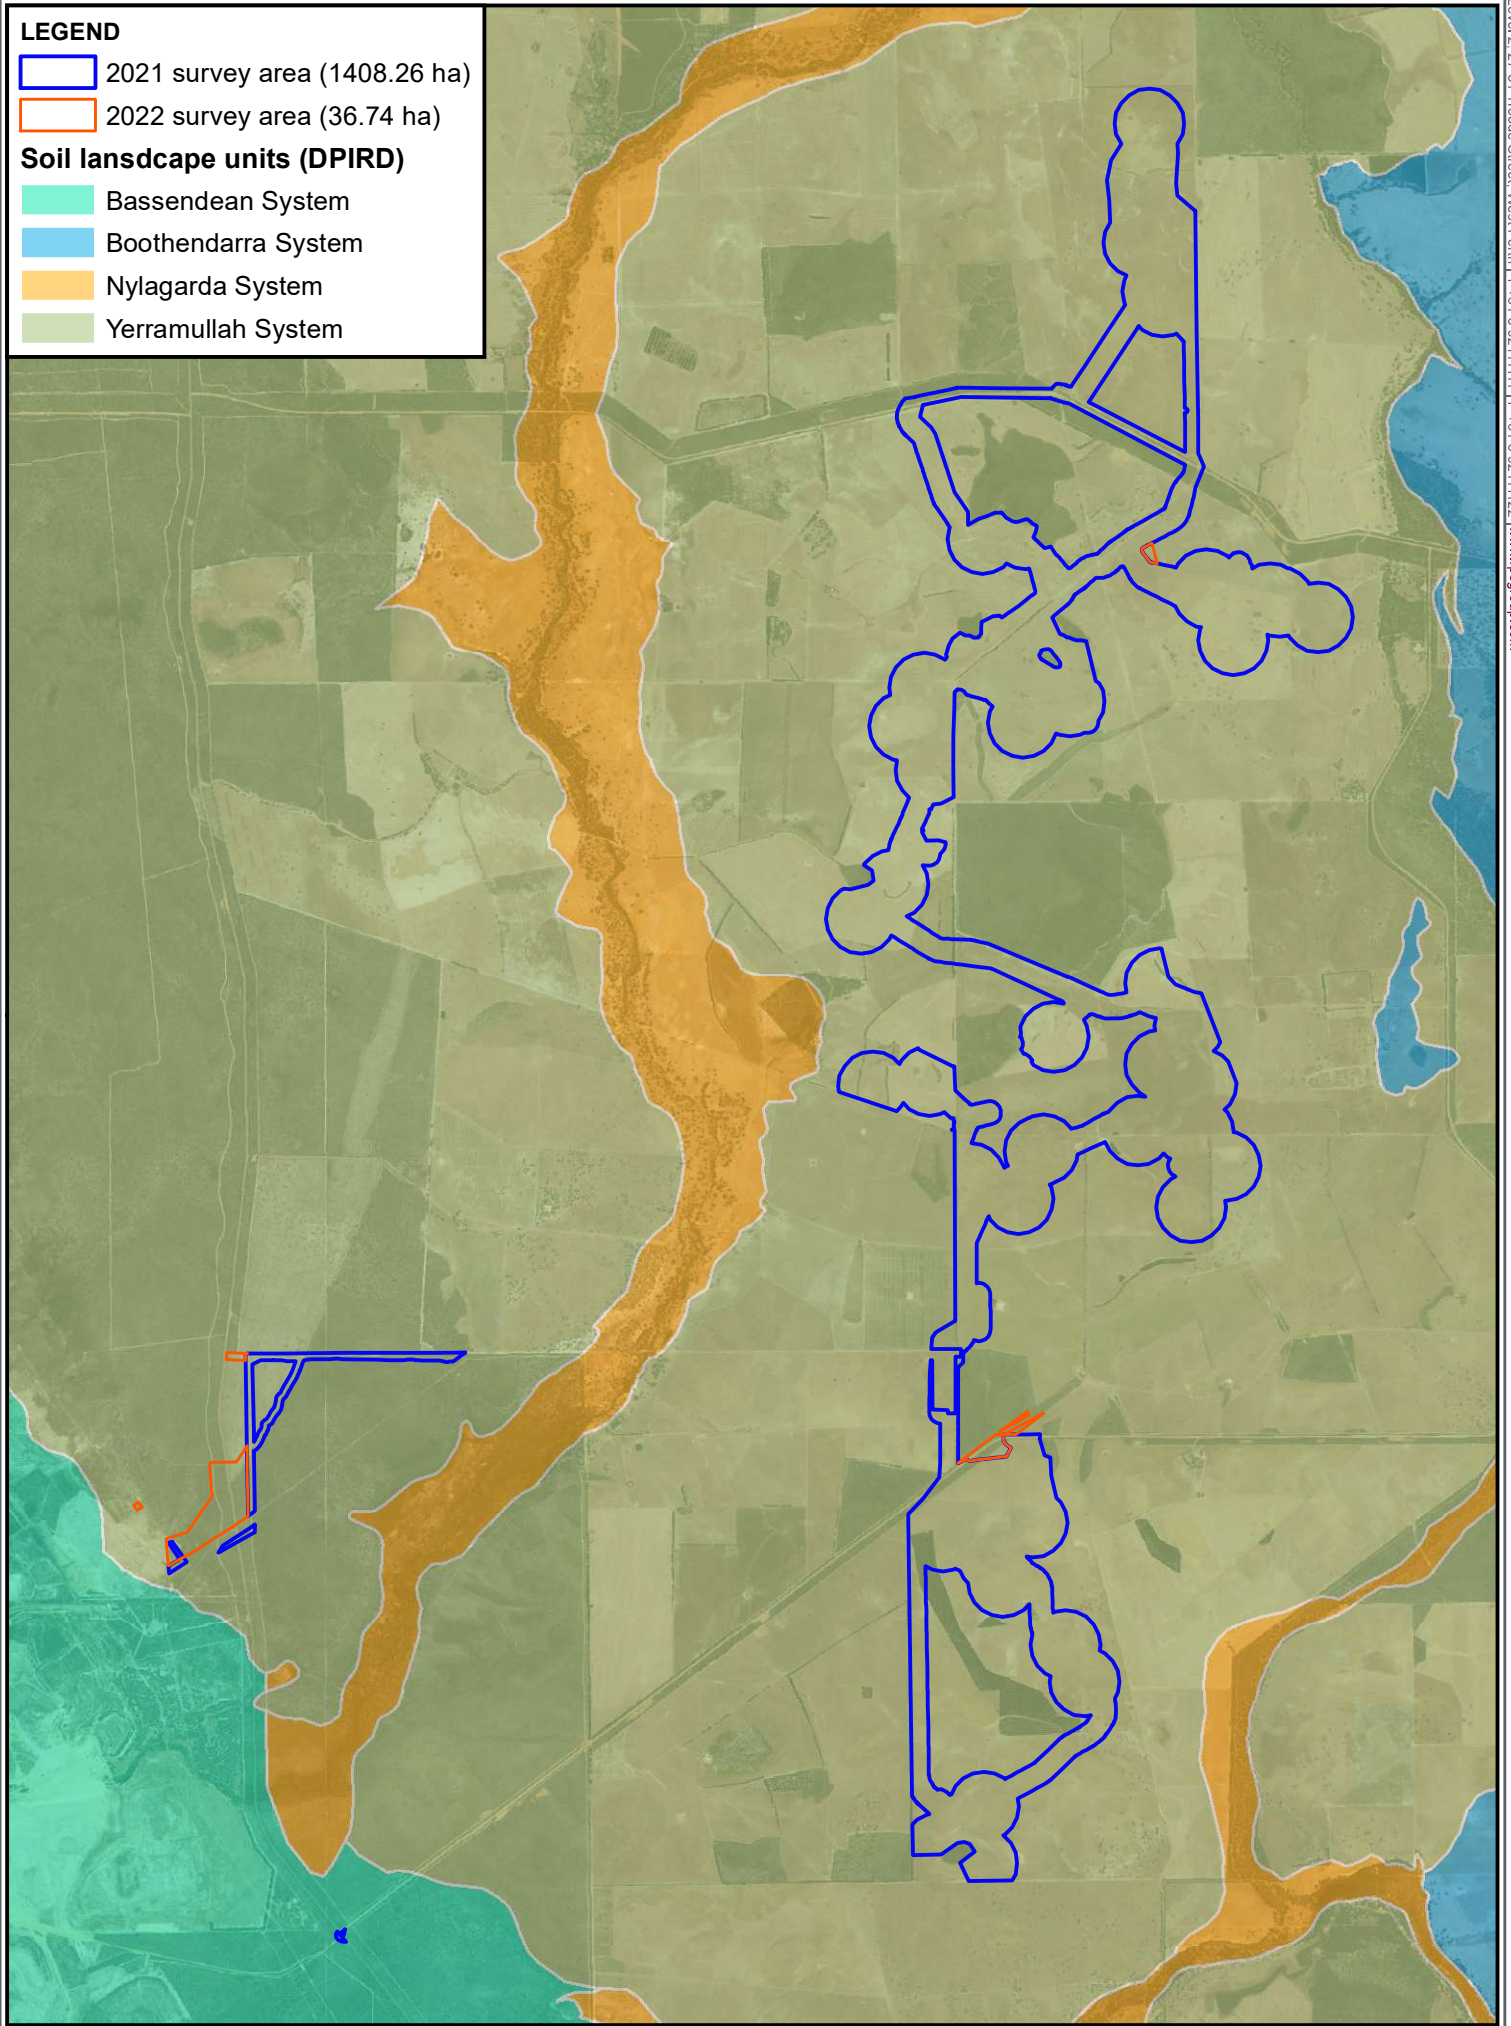 LEGEND
2021 survey area (1408.26 ha)
2022 survey area (36.74 ha)
Soil lansdcape units (DPIRD)
Bassendean System
Boothendarra System
Nylagarda System
Yerramullah System